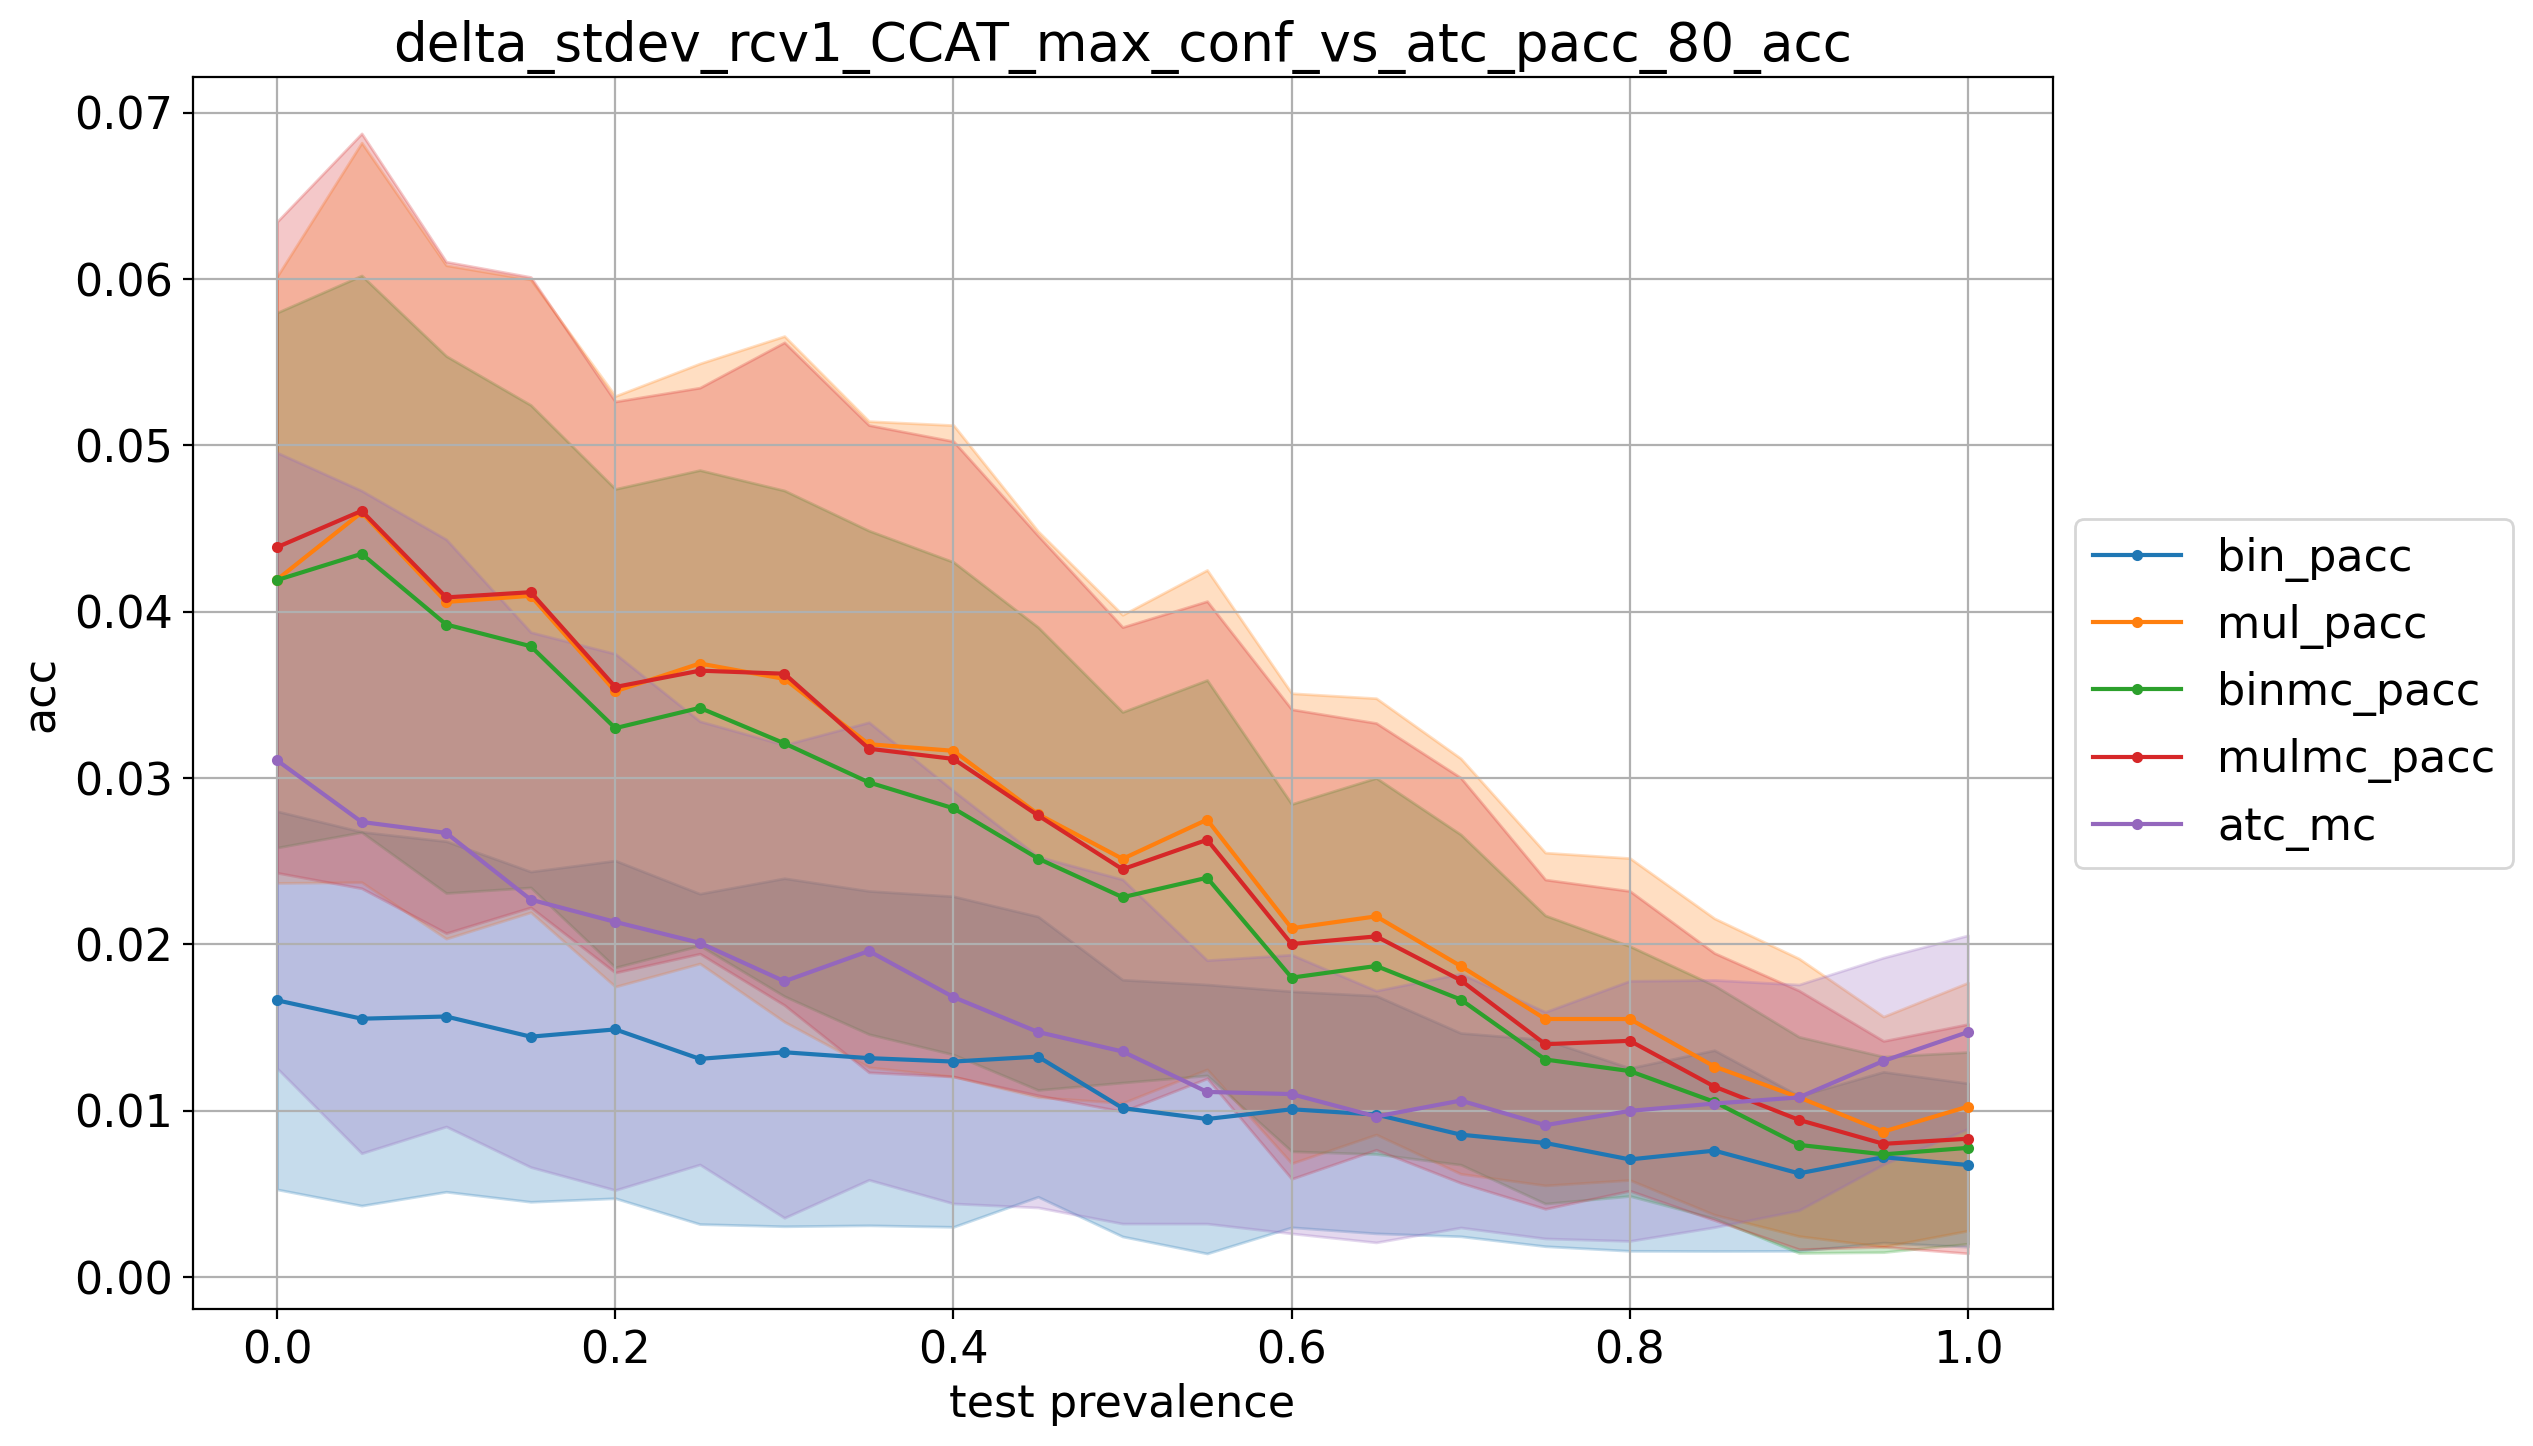 delta_stdev_rcv1_CCAT_max_conf_vs_atc_pacc_80_acc
0.07
0.06
0.05
0.04
0.03
0.02
0.01
0.00
acc
0.0 0.2 0.4 0.6 0.8 1.0
test prevalence
bin_pacc
mul_pacc
binmc_pacc
mulmc_pacc
atc_mc